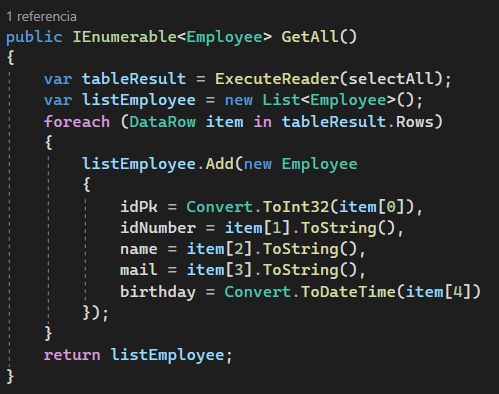 1 referencia
public IEnumerable<Employee> GetAll()
{
    var tableResult = ExecuteReader(selectAll);
    var listEmployee = new List<Employee>();
    foreach (DataRow item in tableResult.Rows)
    {
        listEmployee.Add(new Employee
        {
            idPk = Convert.ToInt32(item[0]),
            idNumber = item[1].ToString(),
            name = item[2].ToString(),
            mail = item[3].ToString(),
            birthday = Convert.ToDateTime(item[4])
        });
    }
    return listEmployee;
}